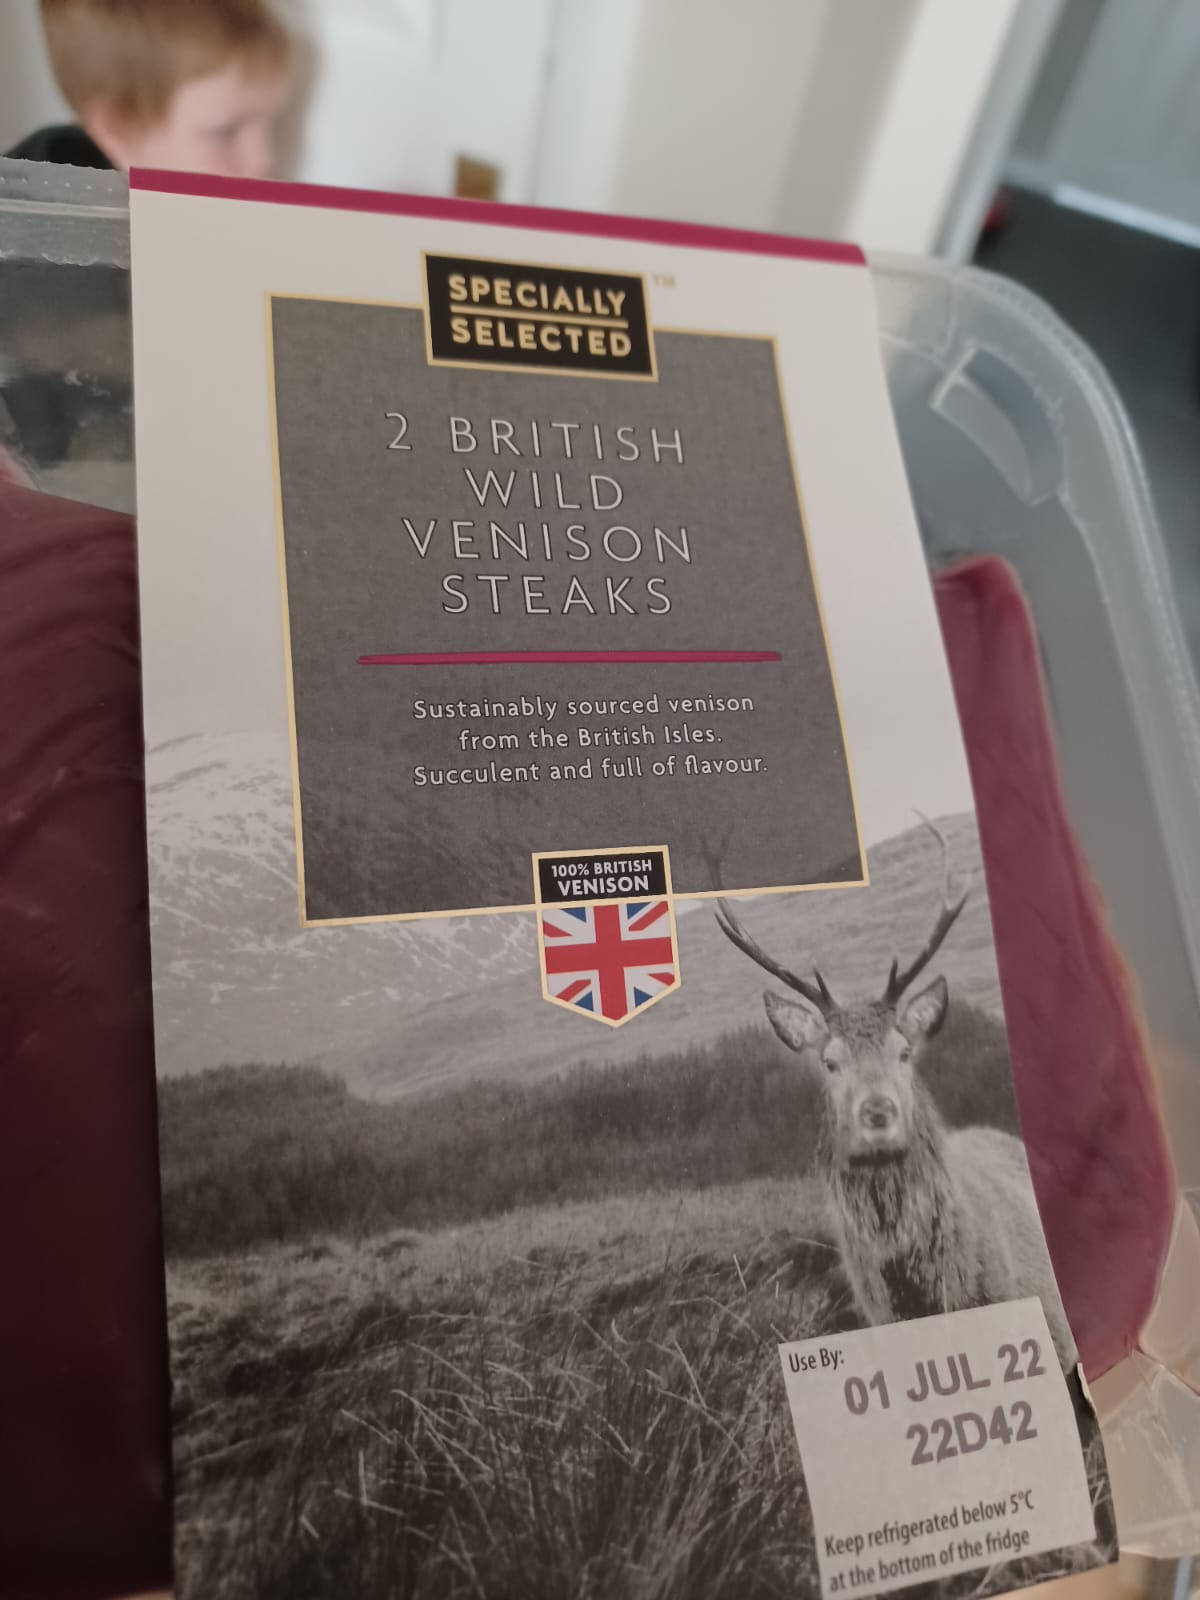 SPECIALLY
SELECTED
TM
2 BRITISH
WILD
VENISON
STEAKS
Sustainably sourced venison
from the British Isles.
Succulent and full of flavour.
100% BRITISH
VENISON
Use By:
01 JUL 22
22D42
Keep refrigerated below 5°C
at the bottom of the fridge